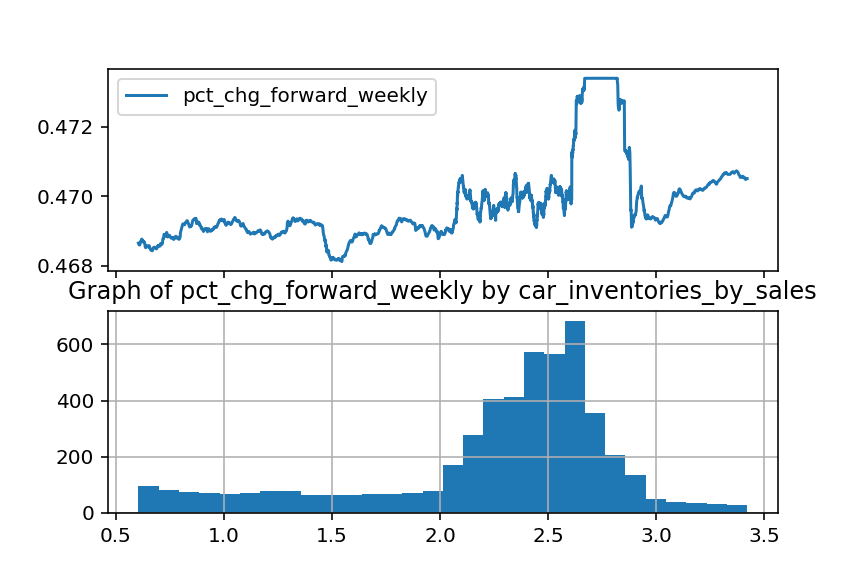 pct_chg_forward_weekly
0.472
0.470
0.468
Graph of pct_chg_forward_weekly by car_inventories_by_sales
600
400
200
0
0.5 1.0 1.5 2.0 2.5 3.0 3.5